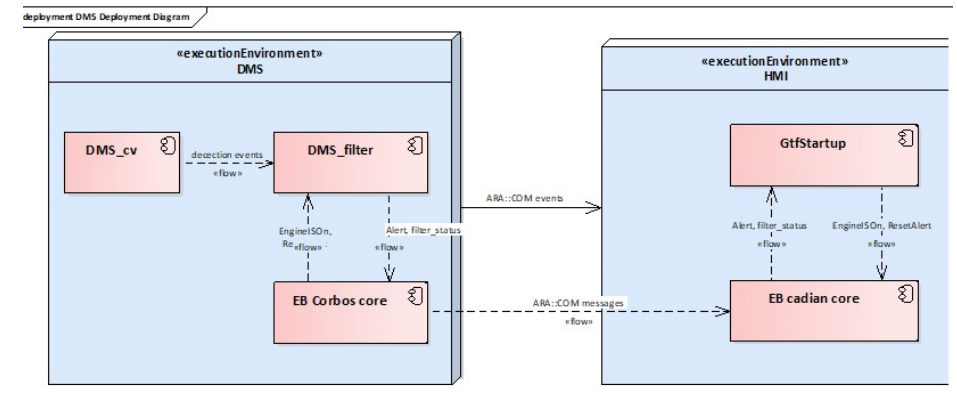 deployment DMS Deployment Diagram
«executionEnvironment»
DMS
«executionEnvironment»
HMI
DMS_cv
decection events
«flow»
DMS_filter
GtfStartup
ARA::COM events
EngineISOn,
«flow»
Alert, filter_status
«flow»
Alert, filter_status
«flow»
EngineISOn, ResetAlert
«flow»
EB Corbos core
ARA::COM messages
«flow»
EB cadian core